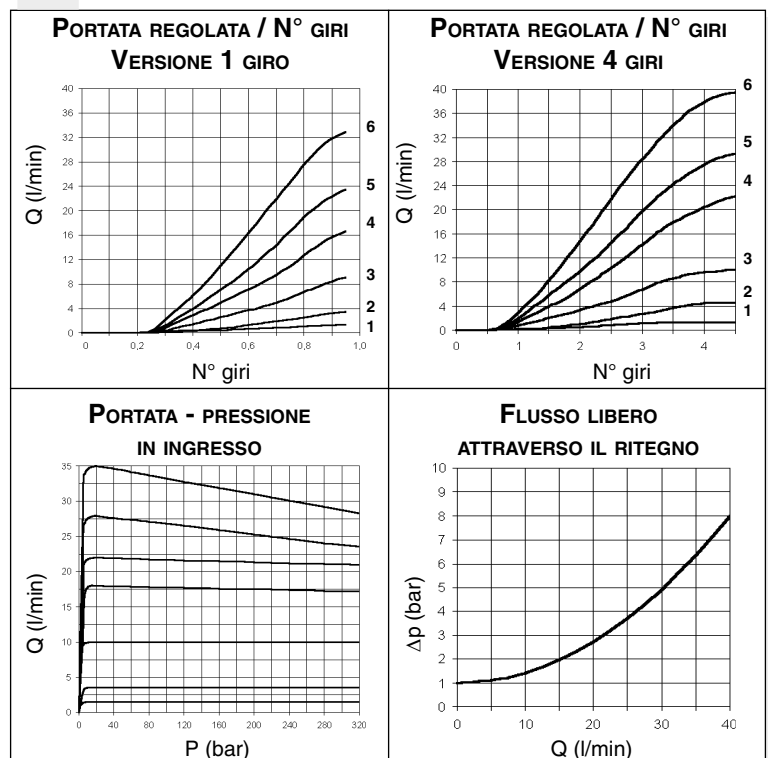 PORTATA REGOLATA / N° GIRI
VERSIONE 1 GIRO
40
36
32
28
24
20
16
12
8
4
0
0 0,2 0,4 0,6 0,8 1,0
6
5
4
3
2
1
Q (l/min)
N° giri
PORTATA REGOLATA / N° GIRI
VERSIONE 4 GIRI
40
36
32
28
24
20
16
12
8
4
0
0 1 2 3 4
6
5
4
3
2
1
Q (l/min)
N° giri
PORTATA - PRESSIONE
IN INGRESSO
35
30
25
20
15
10
5
0
0 40 80 120 160 200 240 280 320
Q (l/min)
P (bar)
FLUSSO LIBERO
ATTRAVERSO IL RITEGNO
10
9
8
7
6
5
4
3
2
1
0
0 10 20 30 40
Δp (bar)
Q (l/min)